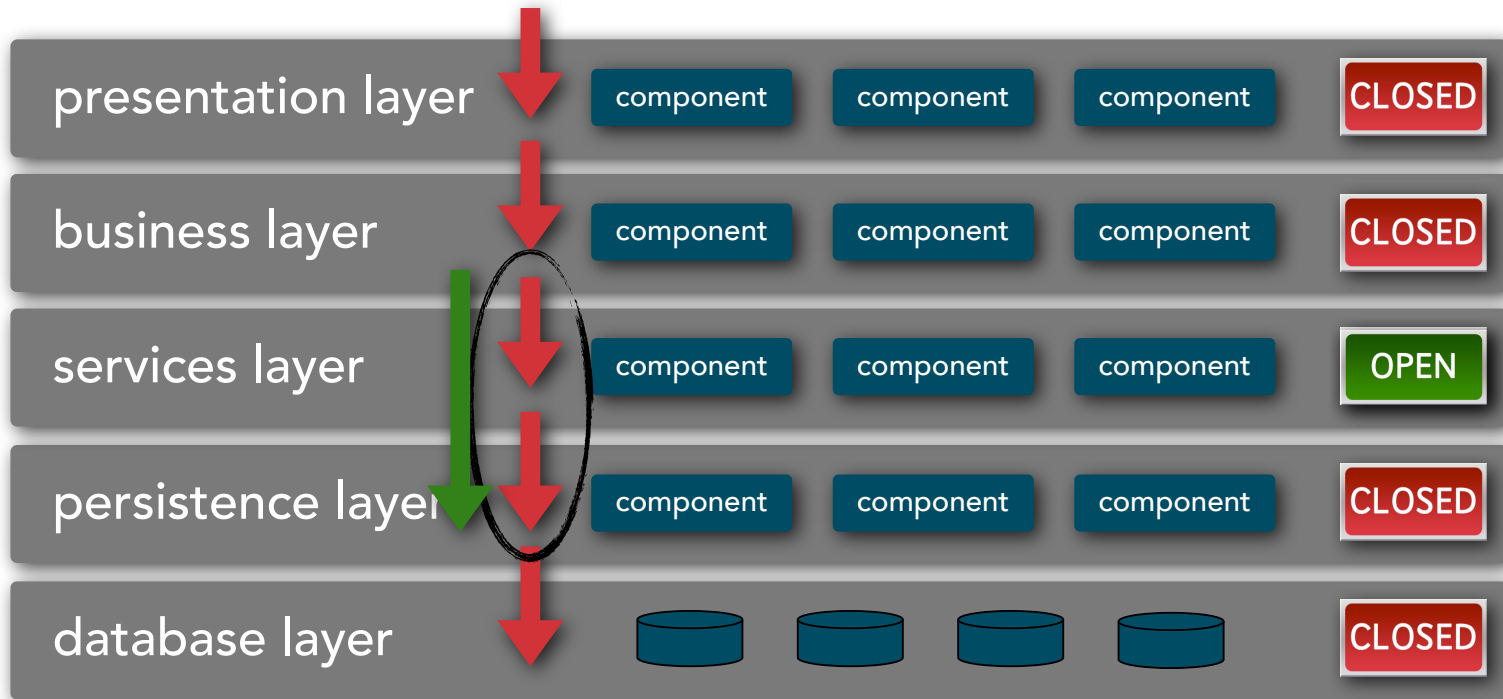 presentation layer component component component CLOSED
business layer component component component CLOSED
services layer component component component OPEN
persistence layer component component component CLOSED
database layer CLOSED